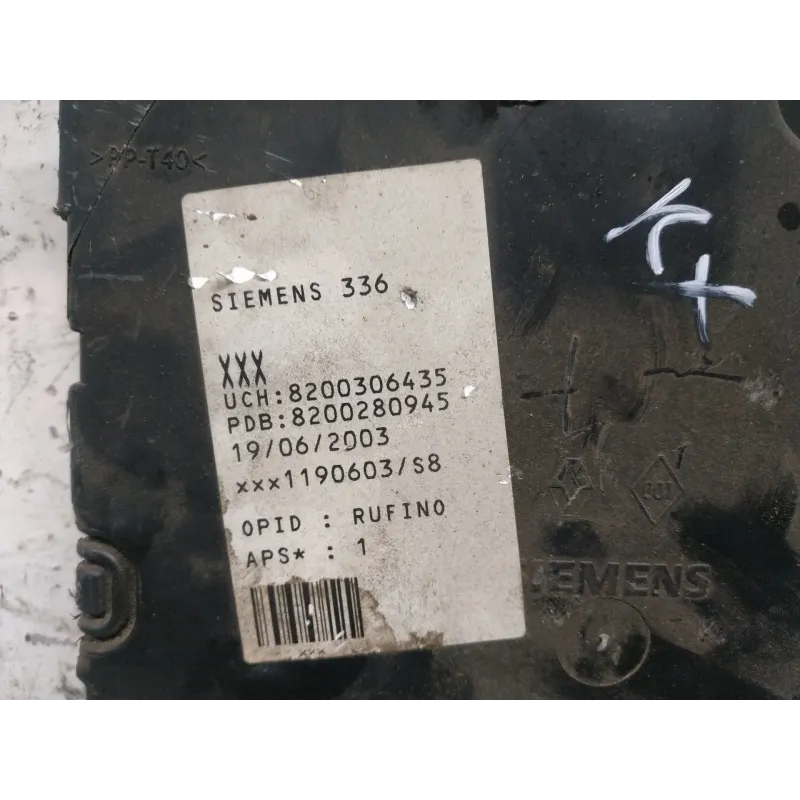 >PP-T40<
SIEMENS 336
XXX
UCH:8200306435
PDB:8200280945
19/06/2003
xxx1190603/S8
OPID : RUFINO
APS* : 1
xxx
SIEMENS